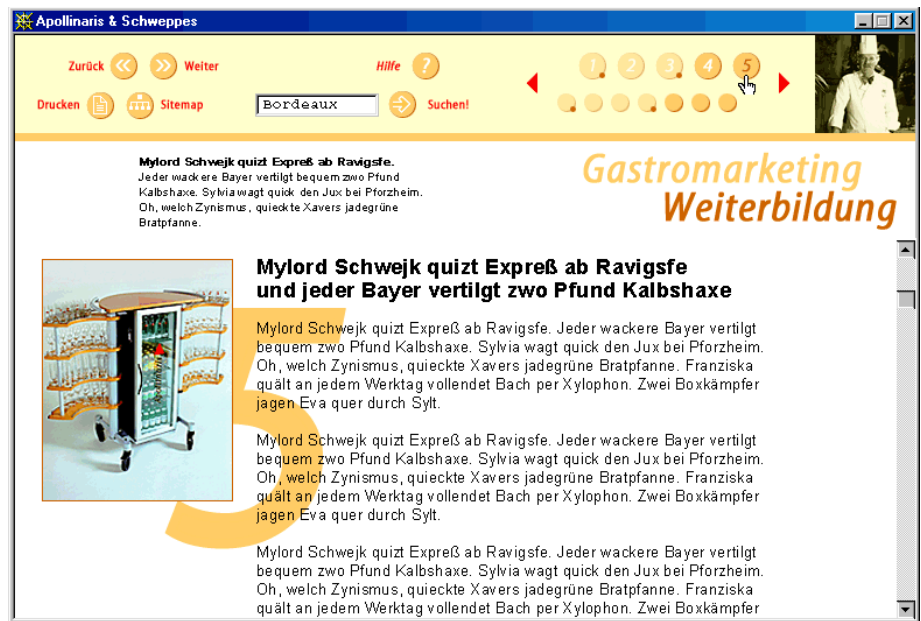 Apollinaris & Schweppes
Zurück Weiter Hilfe ? 1 2 3 4 5
Drucken Sitemap Bordeaux Suchen!
Mylord Schwejk quizt Expreß ab Ravigsfe.
Jeder wackere Bayer vertilgt bequem zwo Pfund
Kalbshaxe. Sylvia wagt quick den Jux bei Pforzheim.
Oh, welch Zynismus, quieckte Xavers jadegrüne
Bratpfanne.
Gastromarketing
Weiterbildung
Mylord Schwejk quizt Expreß ab Ravigsfe
und jeder Bayer vertilgt zwo Pfund Kalbshaxe
5
Mylord Schwejk quizt Expreß ab Ravigsfe. Jeder wackere Bayer vertilgt
bequem zwo Pfund Kalbshaxe. Sylvia wagt quick den Jux bei Pforzheim.
Oh, welch Zynismus, quieckte Xavers jadegrüne Bratpfanne. Franziska
quält an jedem Werktag vollendet Bach per Xylophon. Zwei Boxkämpfer
jagen Eva quer durch Sylt.
Mylord Schwejk quizt Expreß ab Ravigsfe. Jeder wackere Bayer vertilgt
bequem zwo Pfund Kalbshaxe. Sylvia wagt quick den Jux bei Pforzheim.
Oh, welch Zynismus, quieckte Xavers jadegrüne Bratpfanne. Franziska
quält an jedem Werktag vollendet Bach per Xylophon. Zwei Boxkämpfer
jagen Eva quer durch Sylt.
Mylord Schwejk quizt Expreß ab Ravigsfe. Jeder wackere Bayer vertilgt
bequem zwo Pfund Kalbshaxe. Sylvia wagt quick den Jux bei Pforzheim.
Oh, welch Zynismus, quieckte Xavers jadegrüne Bratpfanne. Franziska
quält an jedem Werktag vollendet Bach per Xylophon. Zwei Boxkämpfer